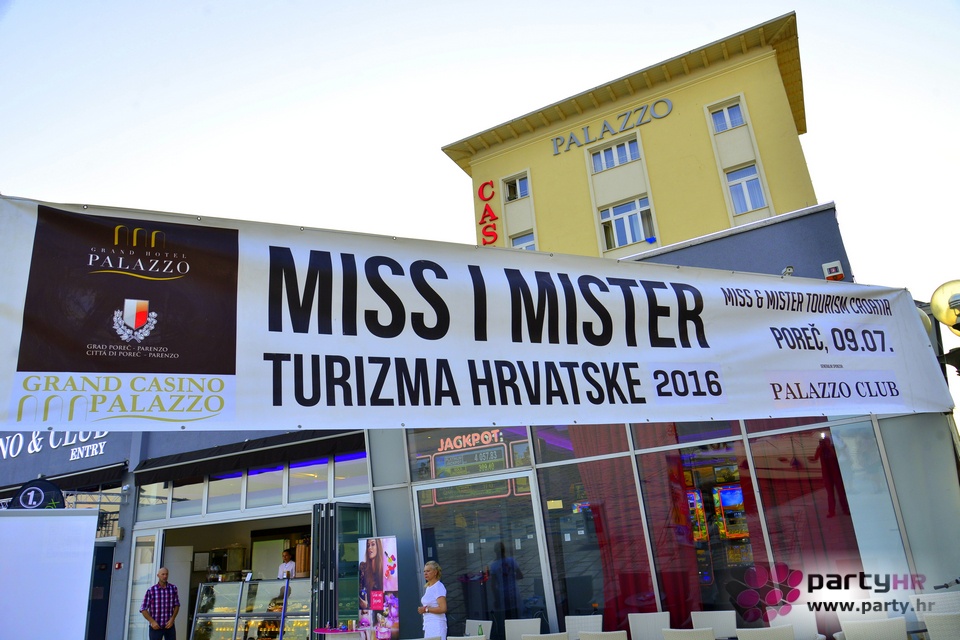 PALAZZO
CAS
GRAND HOTEL
PALAZZO
GRAD POREČ - PARENZO
CITTÀ DI POREČ - PARENZO
GRAND CASINO
PALAZZO
MISS I MISTER
TURIZMA HRVATSKE 2016
MISS & MISTER TOURISM CROATIA
POREČ, 09.07.
PALAZZO CLUB
NO & CLUB
ENTRY
1.
JACKPOT:
partyHR
www.party.hr